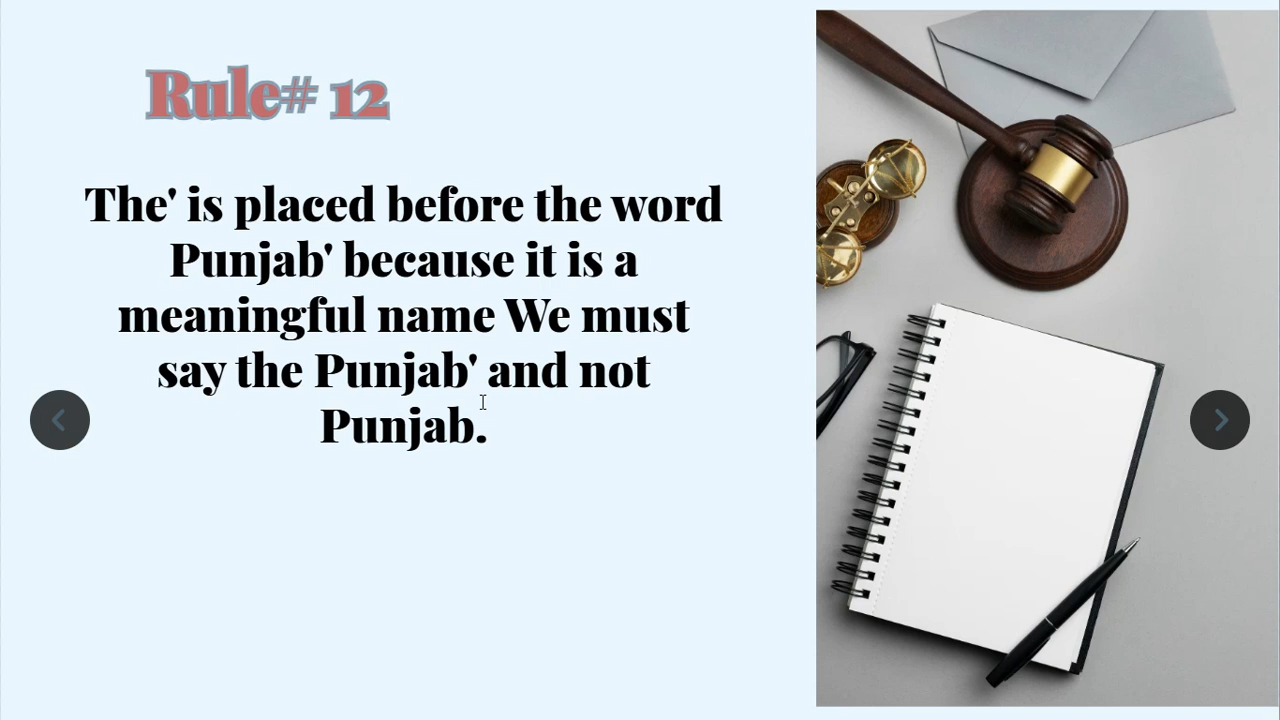 Rule# 12
The' is placed before the word
Punjab' because it is a
meaningful name We must
say the Punjab' and not
Punjab.